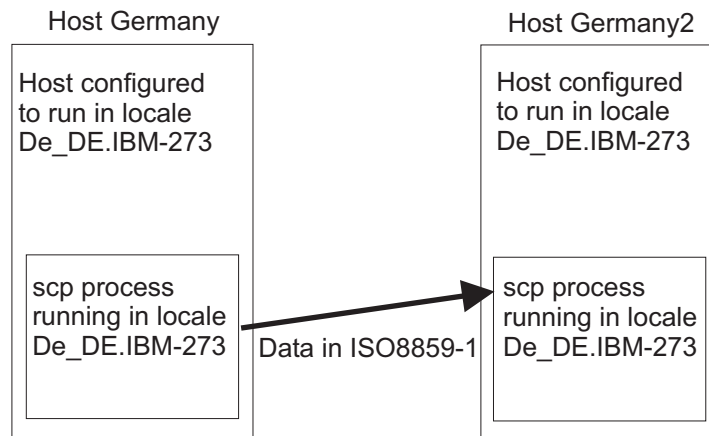 Host Germany
Host configured
to run in locale
De_DE.IBM-273
scp process
running in locale
De_DE.IBM-273
Data in ISO8859-1
Host Germany2
Host configured
to run in locale
De_DE.IBM-273
scp process
running in locale
De_DE.IBM-273